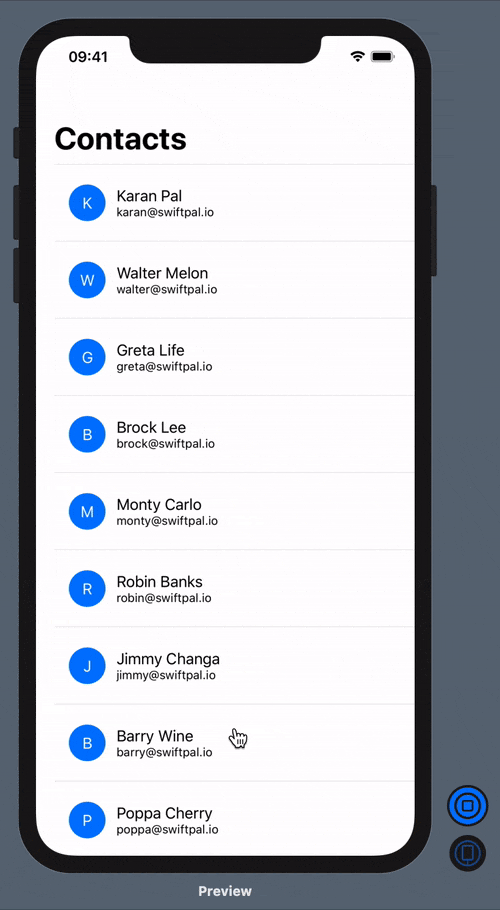 09:41
Contacts
K
Karan Pal
karan@swiftpal.io
W
Walter Melon
walter@swiftpal.io
G
Greta Life
greta@swiftpal.io
B
Brock Lee
brock@swiftpal.io
M
Monty Carlo
monty@swiftpal.io
R
Robin Banks
robin@swiftpal.io
J
Jimmy Changa
jimmy@swiftpal.io
B
Barry Wine
barry@swiftpal.io
P
Poppa Cherry
poppa@swiftpal.io
Preview